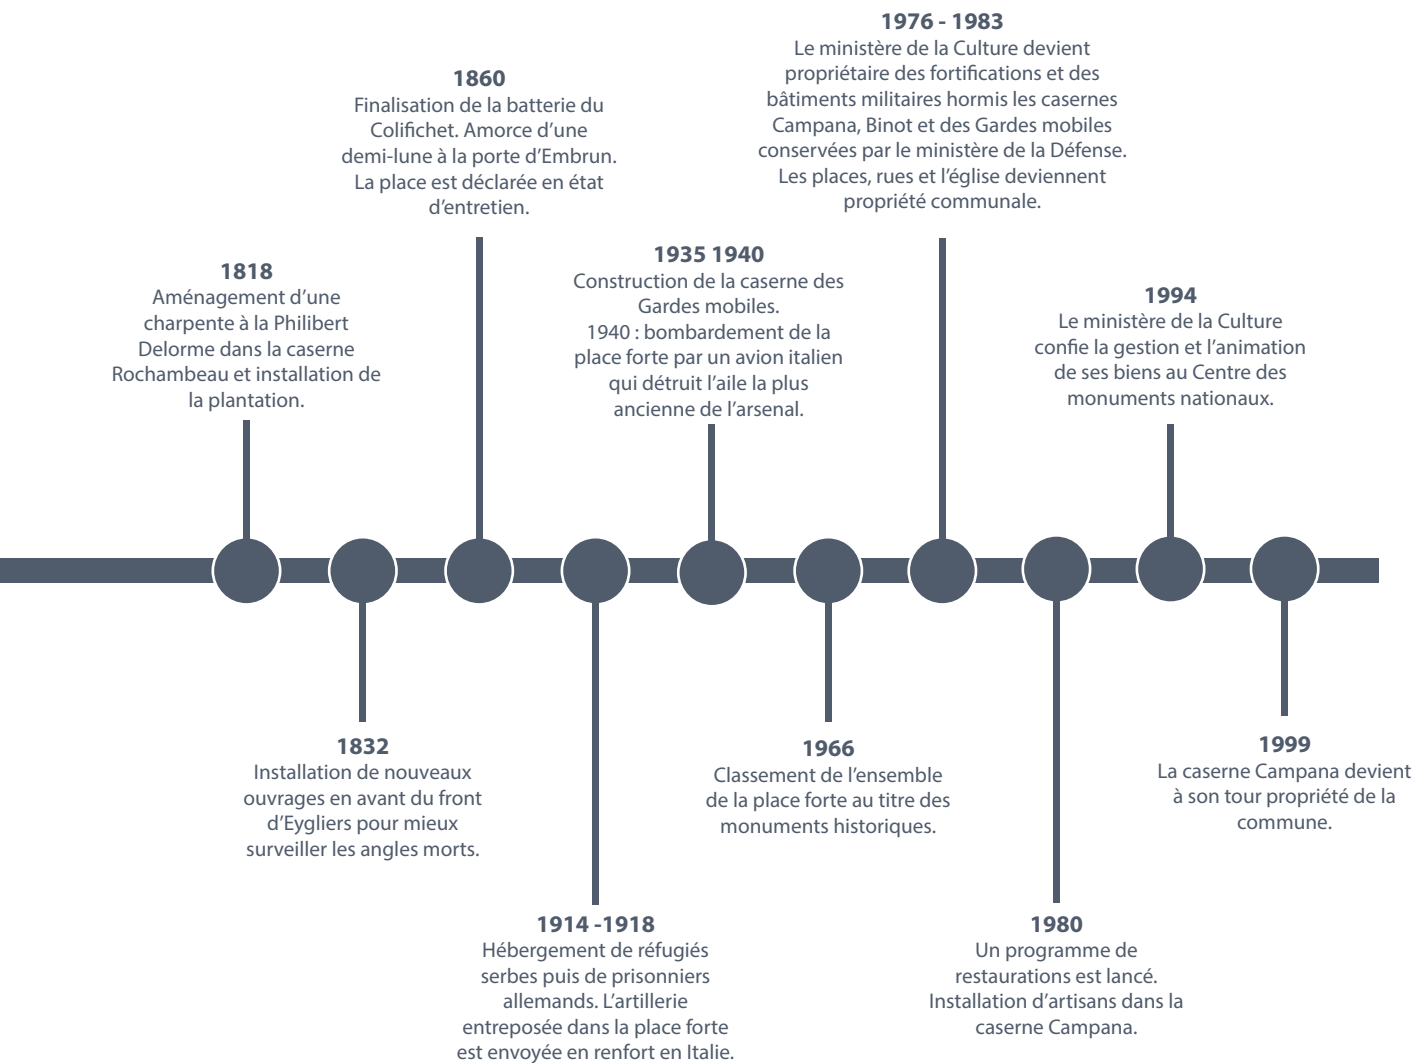 1976 - 1983
Le ministère de la Culture devient
propriétaire des fortifications et des
bâtiments militaires hormis les casernes
Campana, Binot et des Gardes mobiles
conservées par le ministère de la Défense.
Les places, rues et l’église deviennent
propriété communale.
1860
Finalisation de la batterie du
Colifichet. Amorce d’une
demi-lune à la porte d’Embrun.
La place est déclarée en état
d’entretien.
1935 1940
Construction de la caserne des
Gardes mobiles.
1940 : bombardement de la
place forte par un avion italien
qui détruit l’aile la plus
ancienne de l’arsenal.
1818
Aménagement d’une
charpente à la Philibert
Delorme dans la caserne
Rochambeau et installation de
la plantation.
1994
Le ministère de la Culture
confie la gestion et l’animation
de ses biens au Centre des
monuments nationaux.
1832
Installation de nouveaux
ouvrages en avant du front
d’Eygliers pour mieux
surveiller les angles morts.
1966
Classement de l’ensemble
de la place forte au titre des
monuments historiques.
1999
La caserne Campana devient
à son tour propriété de la
commune.
1914 -1918
Hébergement de réfugiés
serbes puis de prisonniers
allemands. L’artillerie
entreposée dans la place forte
est envoyée en renfort en Italie.
1980
Un programme de
restaurations est lancé.
Installation d’artisans dans la
caserne Campana.